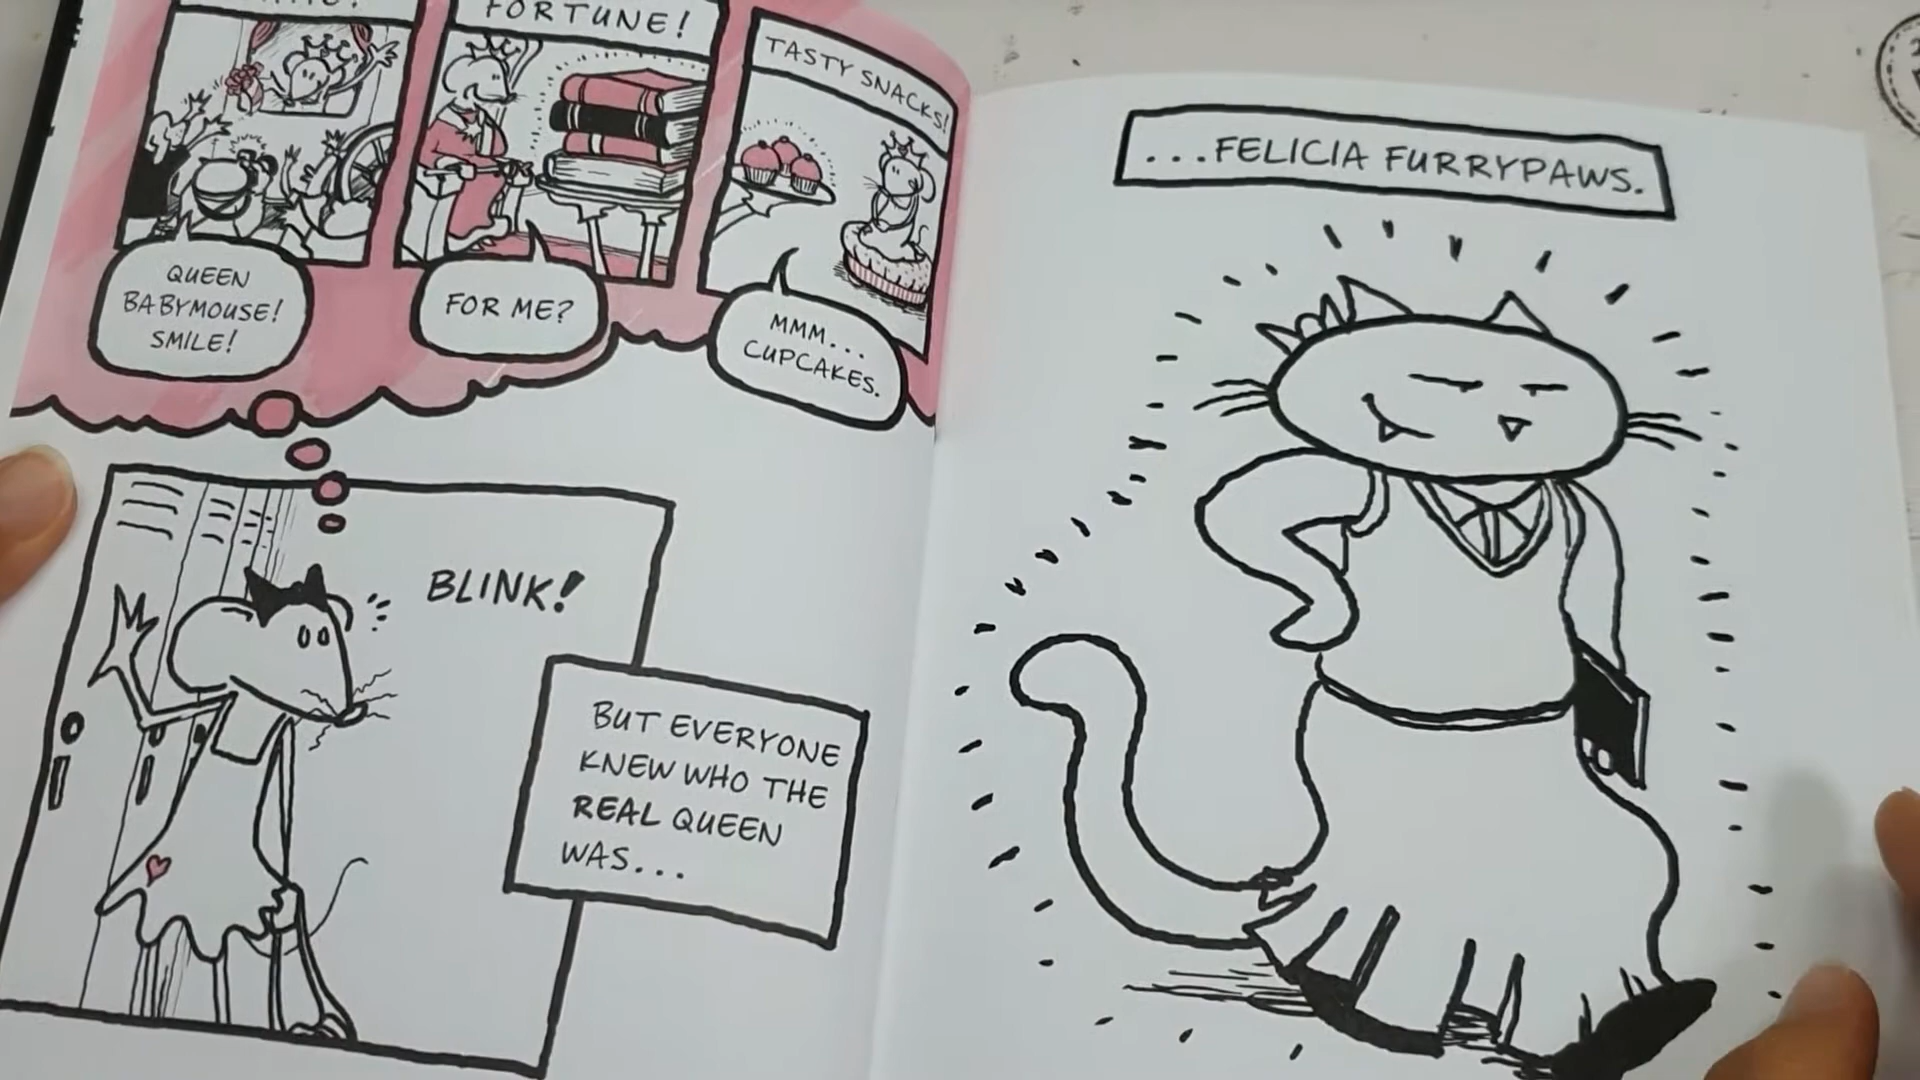 FORTUNE!
TASTY SNACKS!
QUEEN
BABYMOUSE!
SMILE!
FOR ME?
MMM...
CUPCAKES.
BLINK!
BUT EVERYONE
KNEW WHO THE
REAL QUEEN
WAS...
...FELICIA FURRYPAWS.